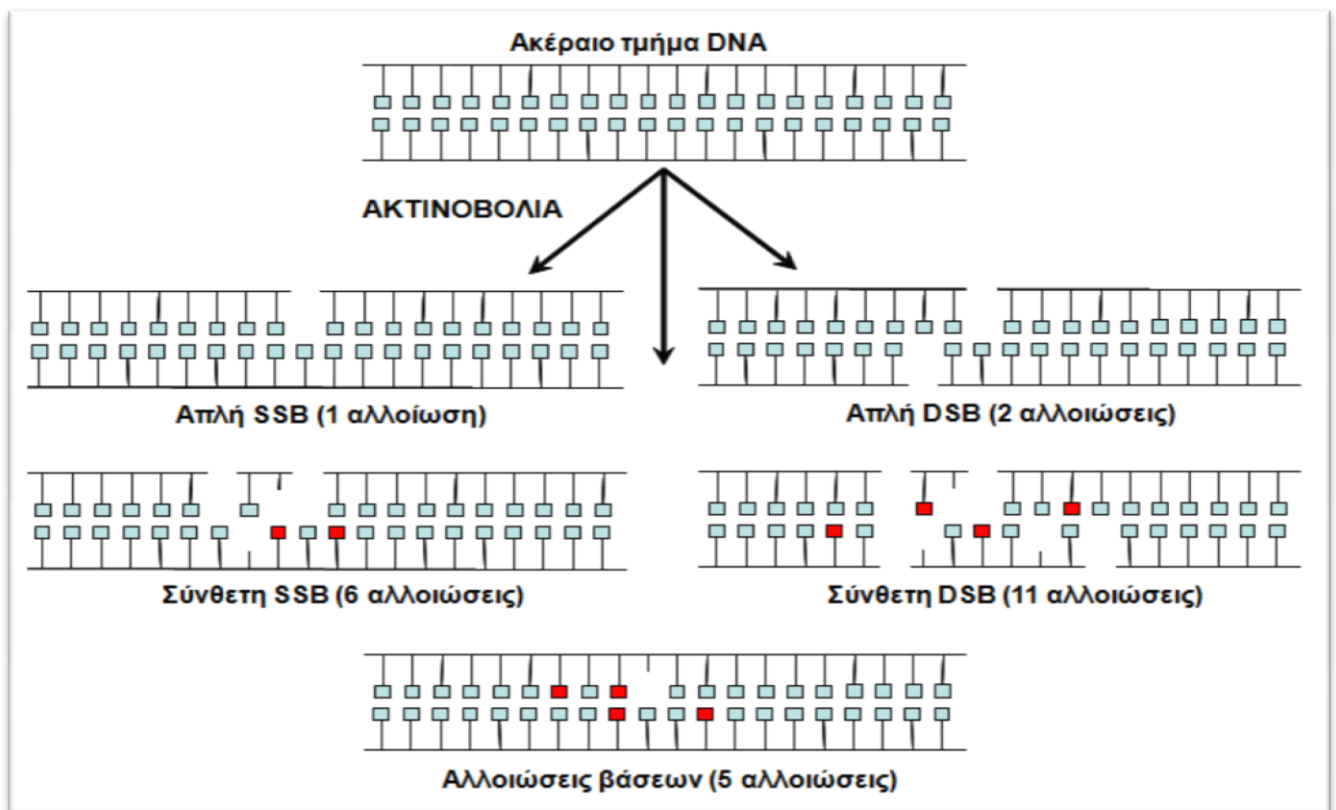 Ακέραιο τμήμα DNA
ΑΚΤΙΝΟΒΟΛΙΑ
Απλή SSB (1 αλλοίωση)
Απλή DSB (2 αλλοιώσεις)
Σύνθετη SSB (6 αλλοιώσεις)
Σύνθετη DSB (11 αλλοιώσεις)
Αλλοιώσεις βάσεων (5 αλλοιώσεις)